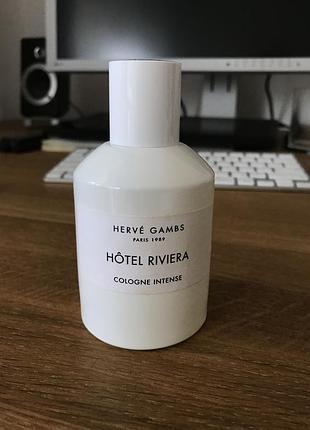 HERVÉ GAMBS
PARIS 1989
HÔTEL RIVIERA
COLOGNE INTENSE